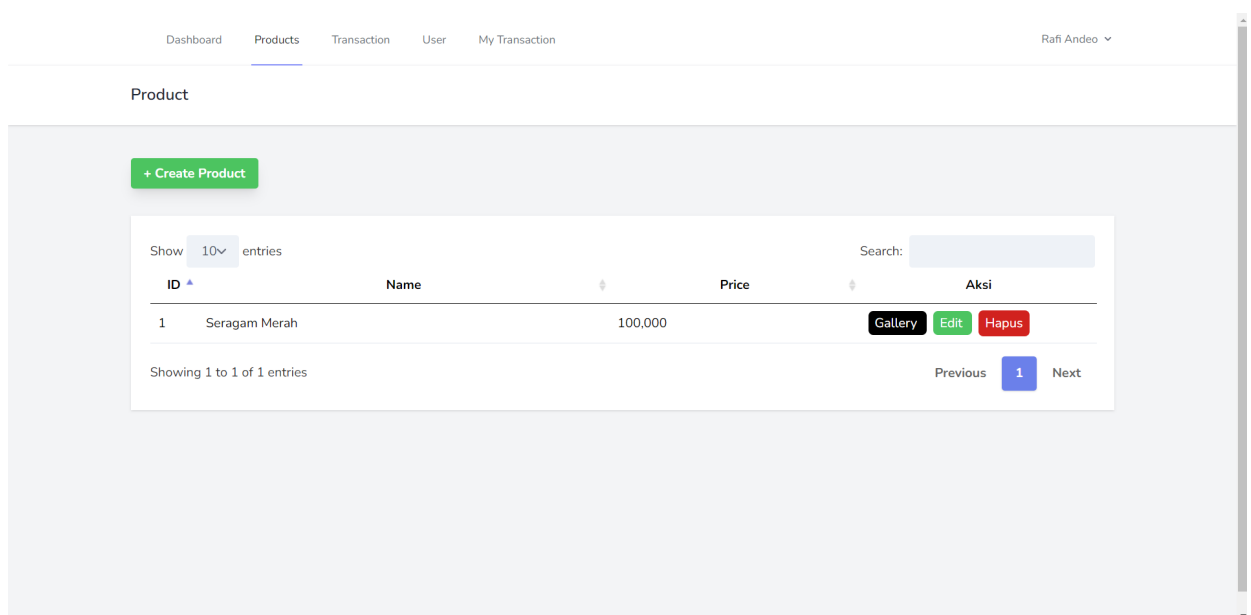 Dashboard Products Transaction User My Transaction Rafi Andeo
Product
+ Create Product
Show 10 entries Search:
ID Name Price Aksi
1 Seragam Merah 100,000 Gallery Edit Hapus
Showing 1 to 1 of 1 entries Previous 1 Next